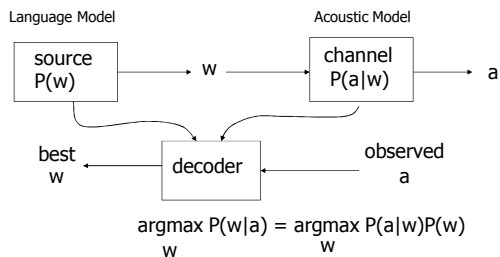 Language Model
Acoustic Model
source
P(w)
w
channel
P(a|w)
a
best
w
decoder
observed
a
argmax P(w|a) = argmax P(a|w)P(w)
w w